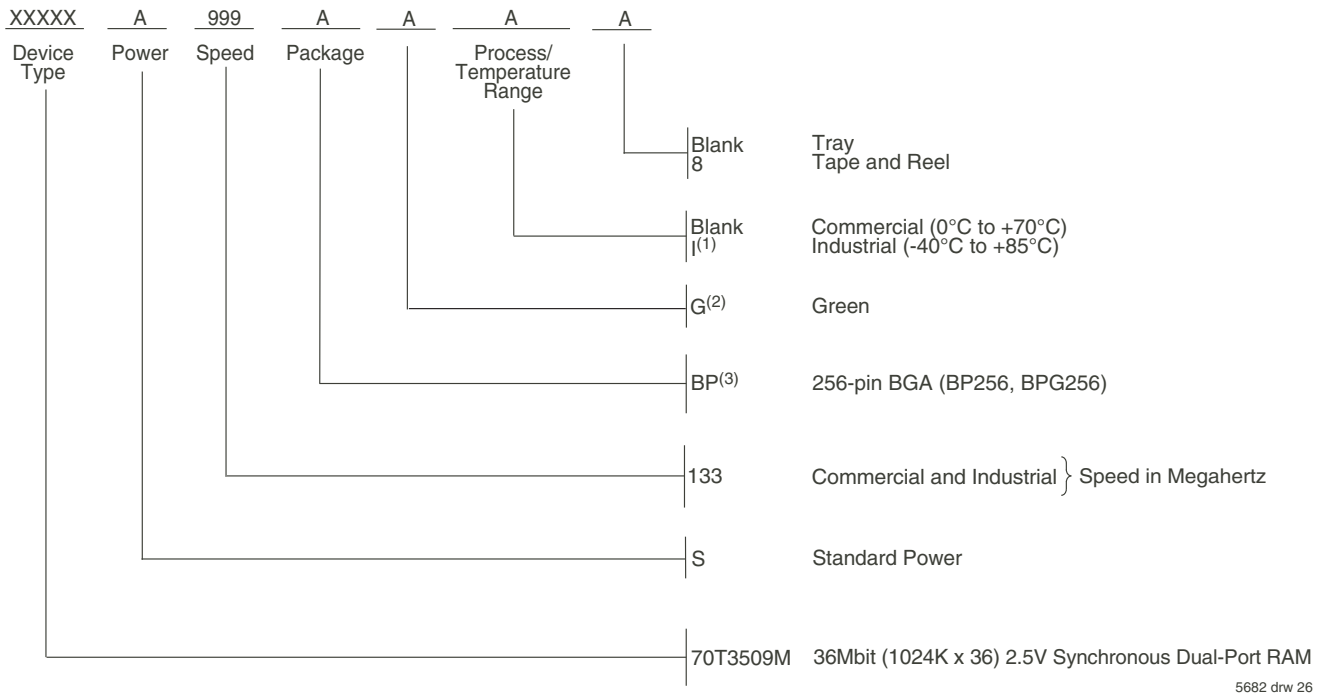 XXXXX A 999 A A A A
Device Type Power Speed Package Process/ Temperature Range
Blank Tray
8 Tape and Reel
Blank Commercial (0°C to +70°C)
I(1) Industrial (-40°C to +85°C)
G(2) Green
BP(3) 256-pin BGA (BP256, BPG256)
133 Commercial and Industrial } Speed in Megahertz
S Standard Power
70T3509M 36Mbit (1024K x 36) 2.5V Synchronous Dual-Port RAM
5682 drw 26